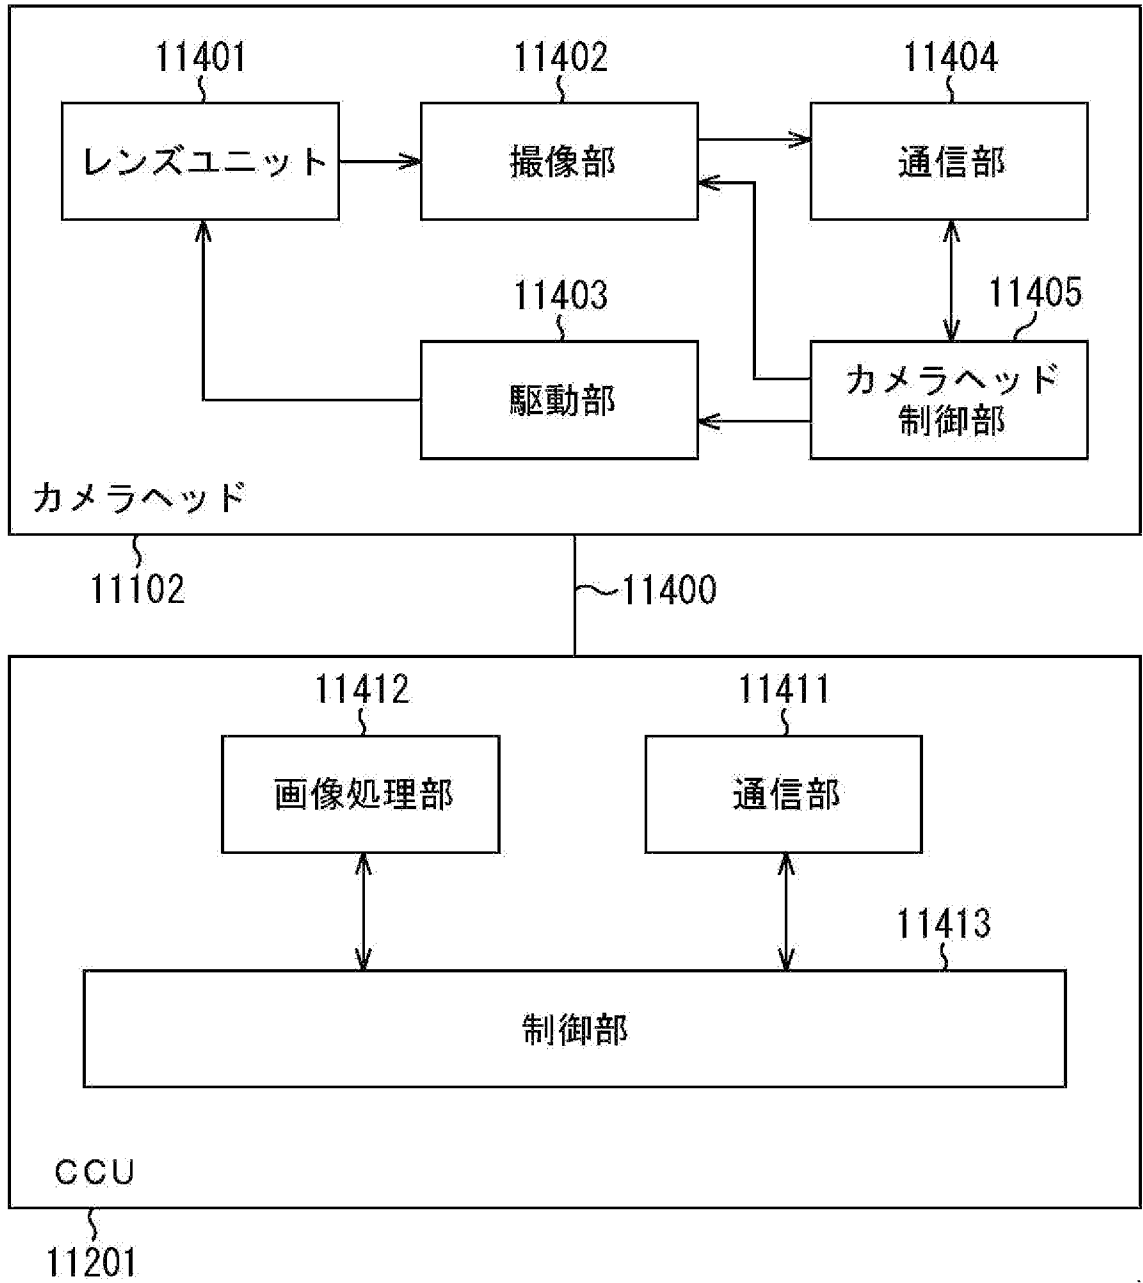 11401
11402
11404
レンズユニット
撮像部
通信部
11403
11405
駆動部
カメラヘッド
制御部
カメラヘッド
11102
11400
11412
11411
画像処理部
通信部
11413
制御部
CCU
11201